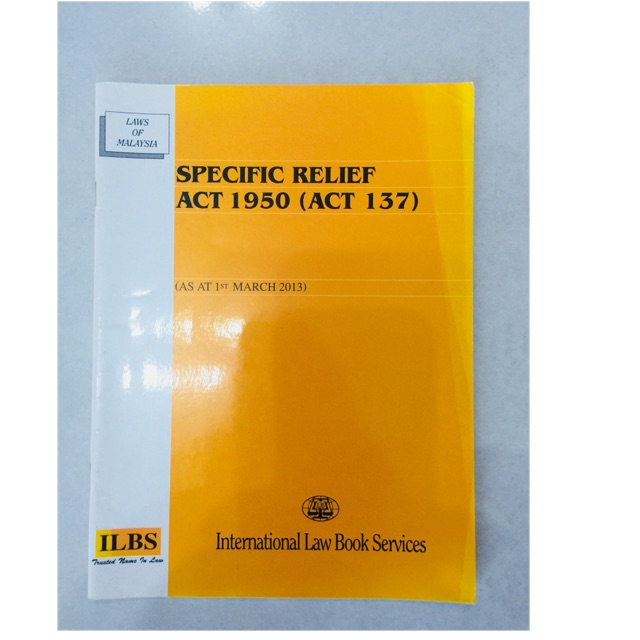 LAWS
OF
MALAYSIA
SPECIFIC RELIEF
ACT 1950 (ACT 137)
(AS AT 1ST MARCH 2013)
International Law Book Services
ILBS
Trusted Name In Law